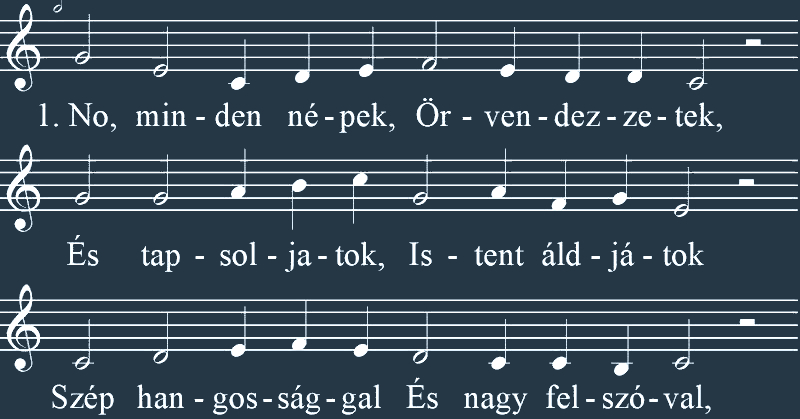 1. No, min - den né - pek, Ör - ven - dez - ze - tek,
És tap - sol - ja - tok, Is - tent áld - já - tok
Szép han - gos - ság - gal És nagy fel - szó - val,